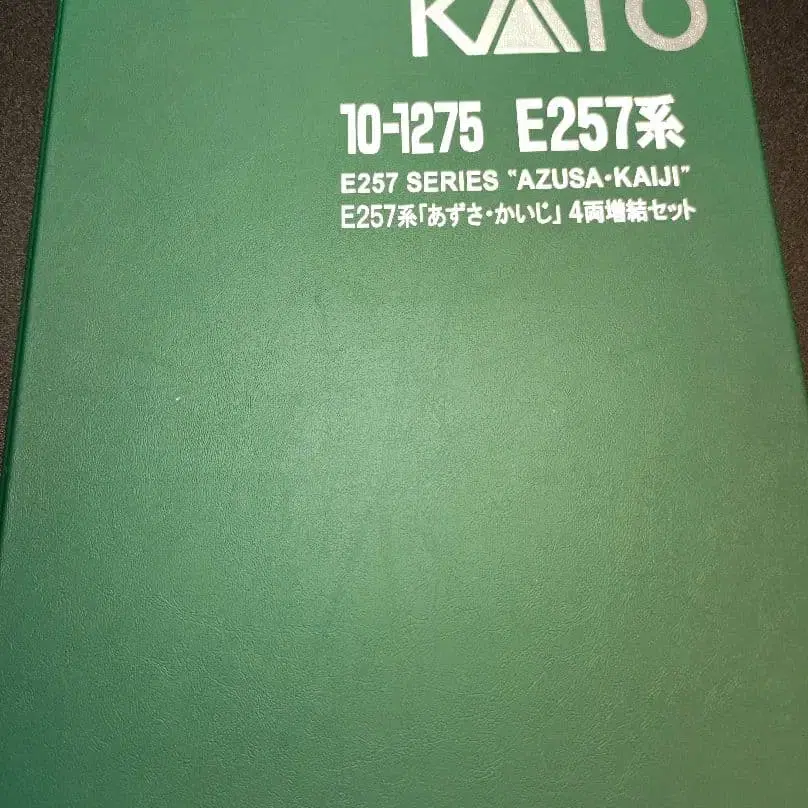 KATO
10-1275 E257系
E257 SERIES "AZUSA･KAIJI"
E257系「あずさ･かいじ」 4両増結セット